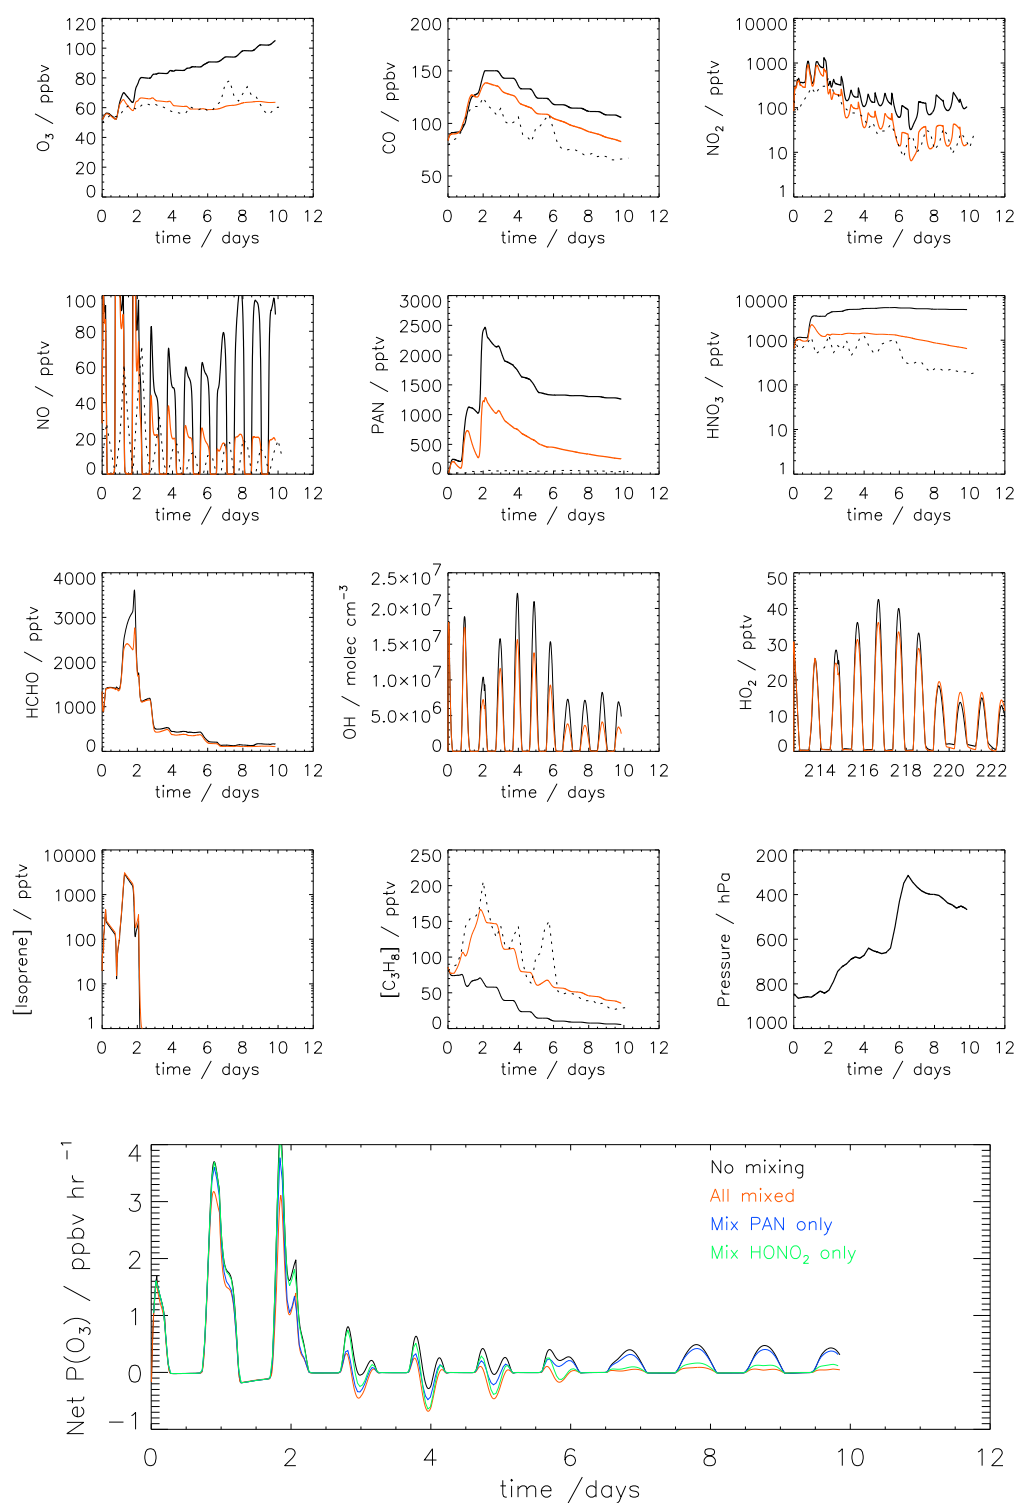 O₃ / ppbv
120
100
80
60
40
20
0
0 2 4 6 8 10 12
time / days
CO / ppbv
200
150
100
50
0 2 4 6 8 10 12
time / days
NO₂ / pptv
1000
100
10
1
0 2 4 6 8 10 12
time / days
NO / pptv
100
80
60
40
20
0
0 2 4 6 8 10 12
time / days
PAN / pptv
3000
2500
2000
1500
1000
500
0
0 2 4 6 8 10 12
time / days
HNO₃ / pptv
10000
1000
100
10
1
0 2 4 6 8 10 12
time / days
HCHO / pptv
4000
3000
2000
1000
0
0 2 4 6 8 10 12
time / days
OH / molec cm⁻³
2.5×10⁷
2.0×10⁷
1.5×10⁷
1.0×10⁷
5.0×10⁶
0
0 2 4 6 8 10 12
time / days
HO₂ / pptv
50
40
30
20
10
0
214 216 218 220 222
[Isoprene] / pptv
10000
1000
100
10
1
0 2 4 6 8 10 12
time / days
[C₃H₈] / pptv
250
200
150
100
50
0
0 2 4 6 8 10 12
time / days
Pressure / hPa
200
400
600
800
1000
0 2 4 6 8 10 12
time / days
Net P(O₃) / ppbv hr⁻¹
4
3
2
1
0
−1
No mixing
All mixed
Mix PAN only
Mix HONO₂ only
0 2 4 6 8 10 12
time /days